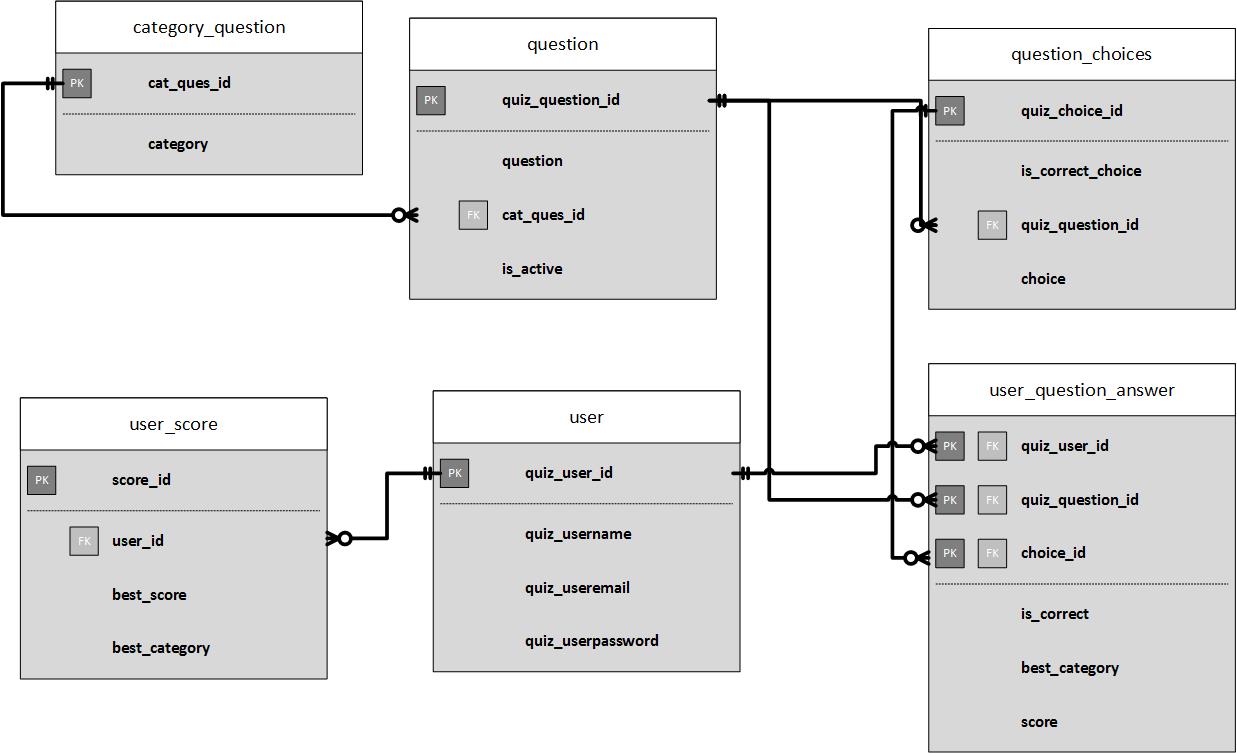 category_question
PK cat_ques_id
category
question
PK quiz_question_id
question
FK cat_ques_id
is_active
question_choices
PK quiz_choice_id
is_correct_choice
FK quiz_question_id
choice
user_score
PK score_id
FK user_id
best_score
best_category
user
PK quiz_user_id
quiz_username
quiz_useremail
quiz_userpassword
user_question_answer
PK FK quiz_user_id
PK FK quiz_question_id
PK FK choice_id
is_correct
best_category
score